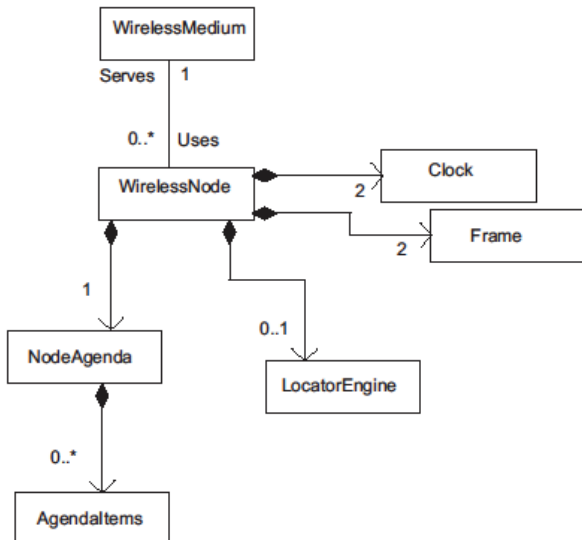 WirelessMedium
Serves 1
0..* Uses
WirelessNode
Clock
2
Frame
2
1
0..1
NodeAgenda
LocatorEngine
0..*
AgendaItems